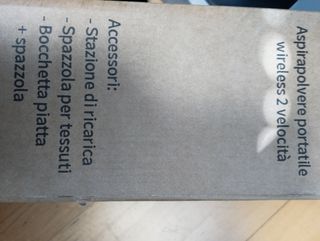 Aspirapolvere portatile
wireless 2 velocità
Accessori:
- Stazione di ricarica
- Spazzola per tessuti
- Bocchetta piatta
+ spazzola